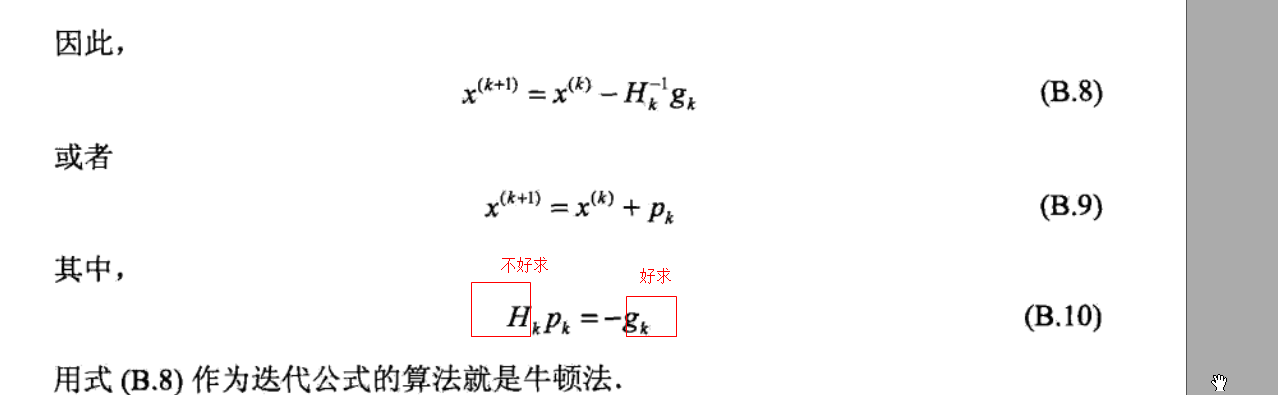 因此，
x^{(k+1)} = x^{(k)} − H_k^{−1} g_k (B.8)
或者
x^{(k+1)} = x^{(k)} + p_k (B.9)
其中，
不好求 好求
H_k p_k = −g_k (B.10)
用式 (B.8) 作为迭代公式的算法就是牛顿法．